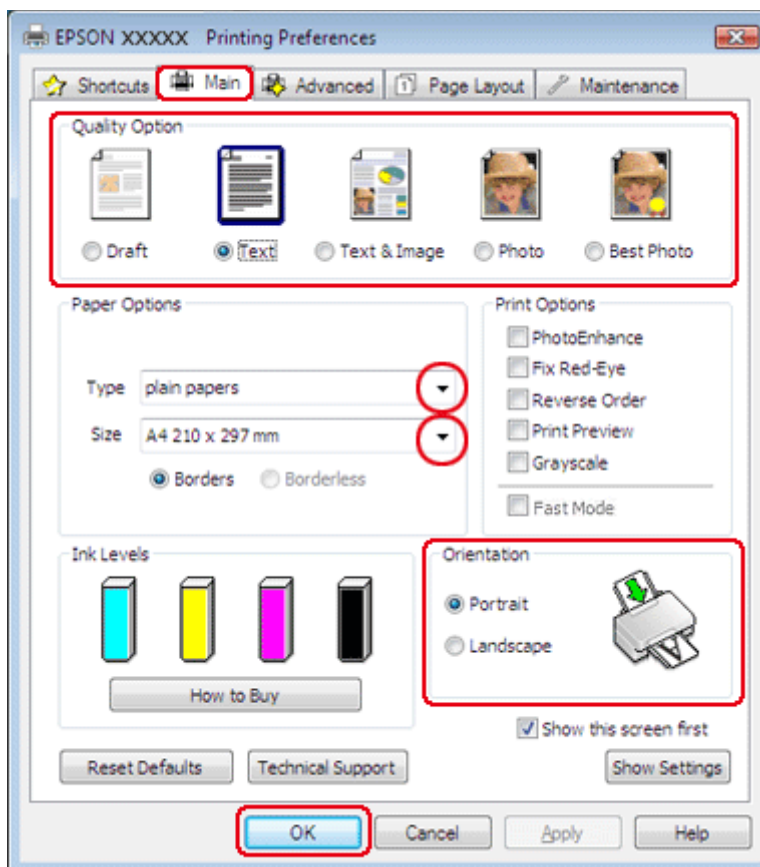 EPSON XXXXX Printing Preferences
Shortcuts Main Advanced 1 Page Layout Maintenance
Quality Option
Draft Text Text & Image Photo Best Photo
Paper Options
Type plain papers
Size A4 210 x 297 mm
Borders Borderless
Print Options
PhotoEnhance
Fix Red-Eye
Reverse Order
Print Preview
Grayscale
Fast Mode
Ink Levels
How to Buy
Orientation
Portrait
Landscape
Show this screen first
Reset Defaults Technical Support Show Settings
OK Cancel Apply Help